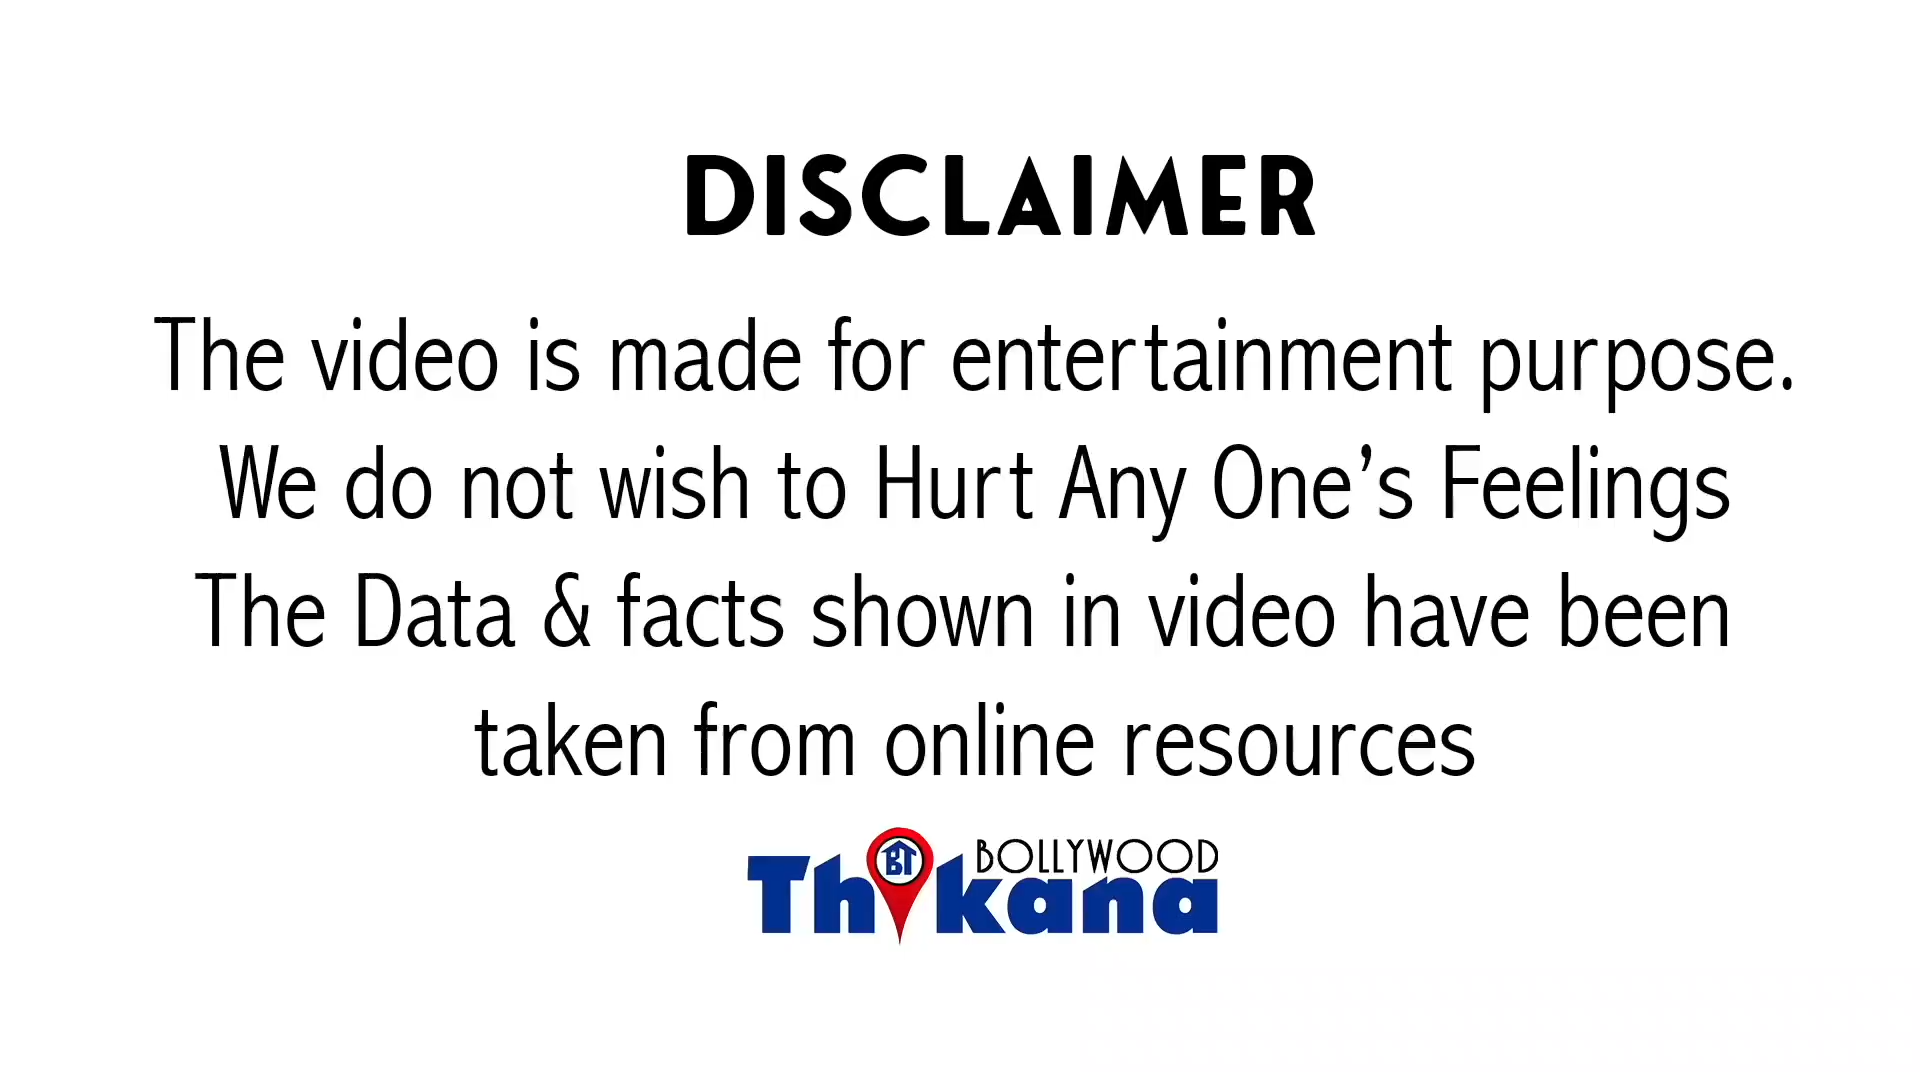 DISCLAIMER
The video is made for entertainment purpose.
We do not wish to Hurt Any One’s Feelings
The Data & facts shown in video have been
taken from online resources
BT
BOLLYWOOD
Thikana